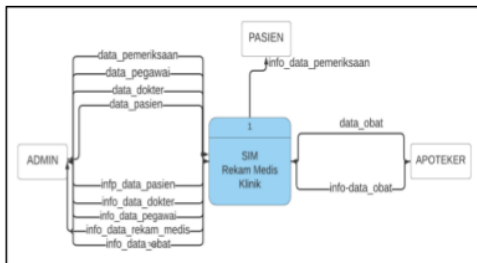 PASIEN
data_pemeriksaan
info_data_pemeriksaan
data_pegawai
data_dokter
data_pasien
1
data_obat
ADMIN
SIM
Rekam Medis
Klinik
APOTEKER
infp_data_pasien
info-data_obat
info_data_dokter
info_data_pegawai
info_data_rekam_medis
info_data_obat